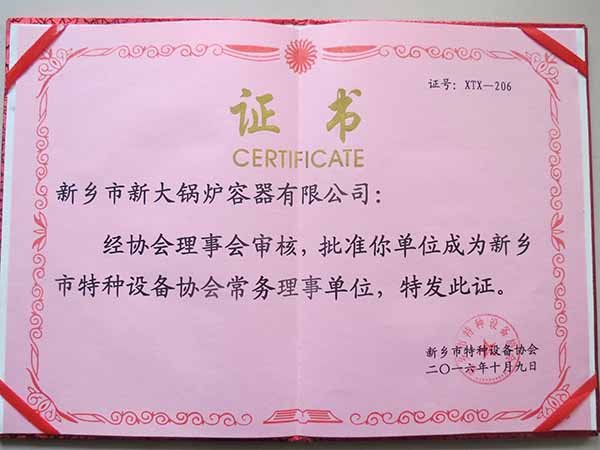 证号：XTX—206
证书
CERTIFICATE
新乡市新大锅炉容器有限公司：
经协会理事会审核，批准你单位成为新乡
市特种设备协会常务理事单位，特发此证。
新乡市特种设备协会
二〇一六年十月九日